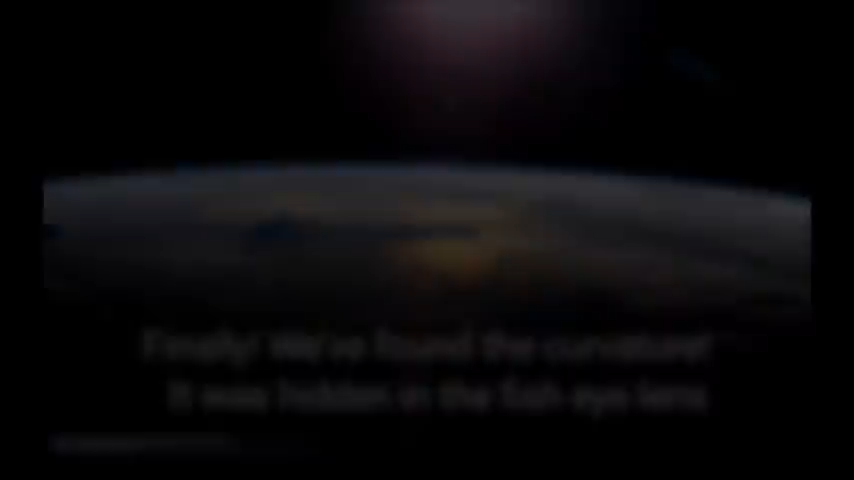 Finally! We've found the curvature!
It was hidden in the fish eye lens